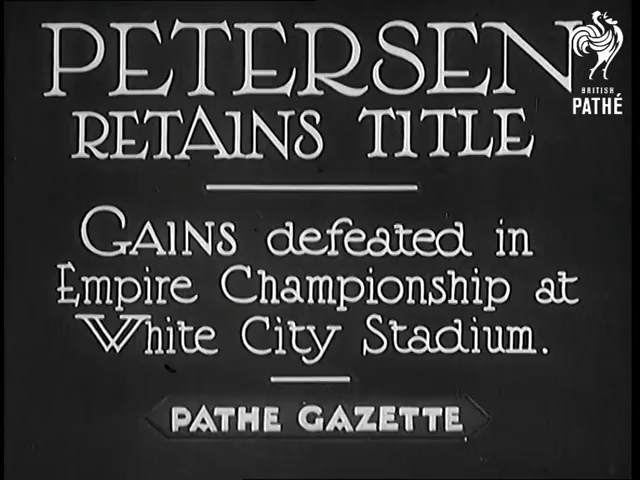 PETERSEN
RETAINS TITLE
GAINS defeated in
Empire Championship at
White City Stadium.
PATHE GAZETTE
BRITISH
PATHÉ